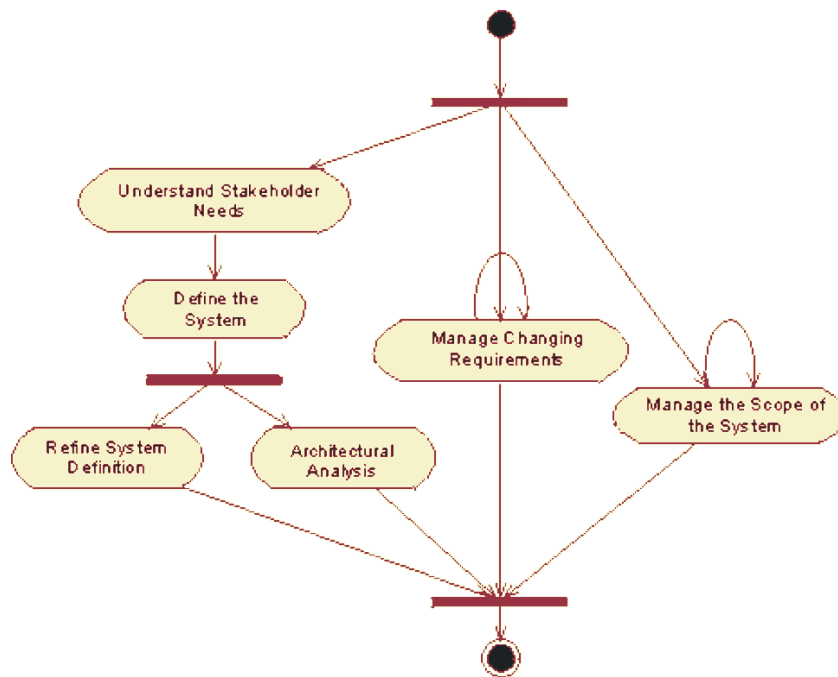 Understand Stakeholder
Needs
Define the
System
Manage Changing
Requirements
Manage the Scope of
the System
Refine System
Definition
Architectural
Analysis